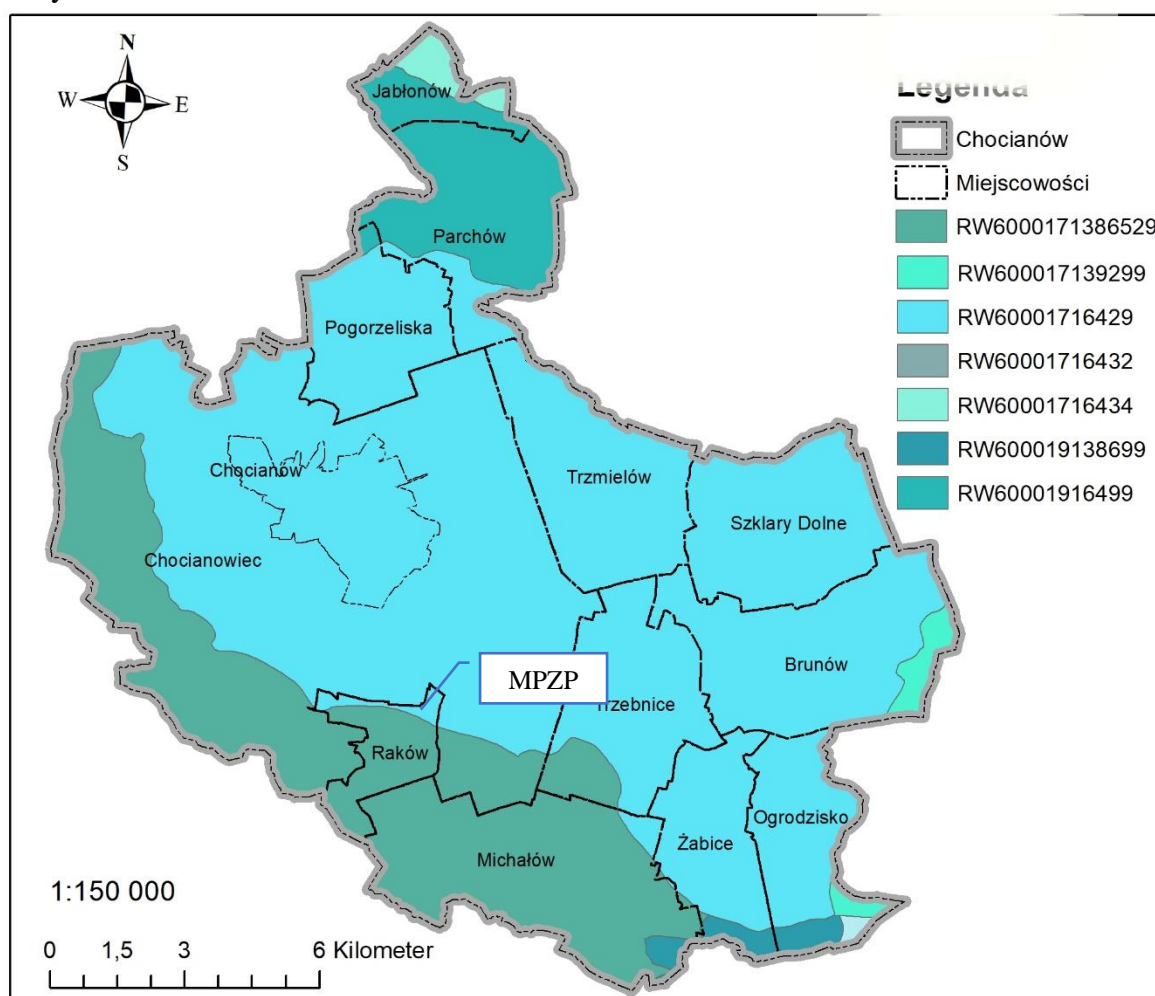 N
W E
S
Legenda
Chocianów
Miejscowości
RW6000171386529
RW600017139299
RW60001716429
RW60001716432
RW60001716434
RW600019138699
RW60001916499
Jabłonów
Parchów
Pogorzeliska
Chocianów
Trzmielów
Szklary Dolne
Chocianowiec
Brunów
MPZP
Raków
Ogrodzisko
Michałów
Żabice
1:150 000
0 1,5 3 6 Kilometer